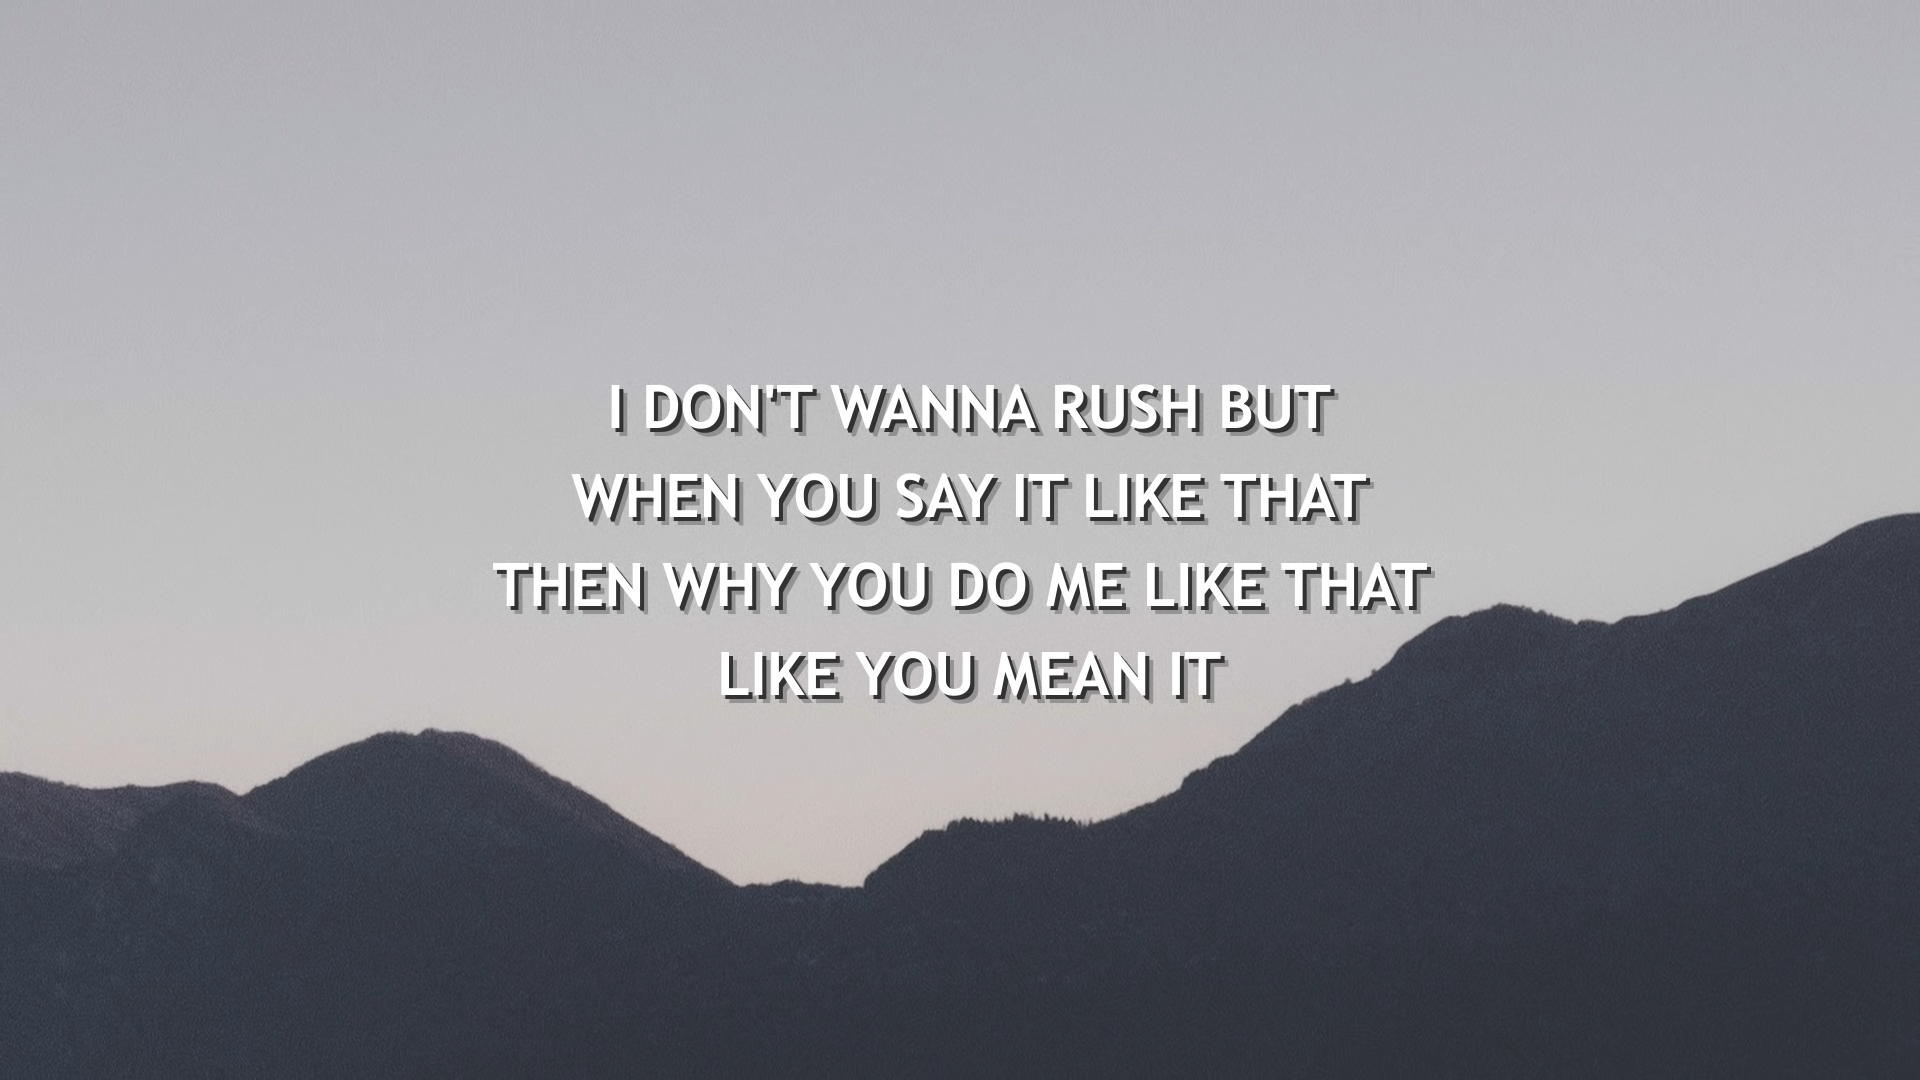 I DON'T WANNA RUSH BUT
WHEN YOU SAY IT LIKE THAT
THEN WHY YOU DO ME LIKE THAT
LIKE YOU MEAN IT